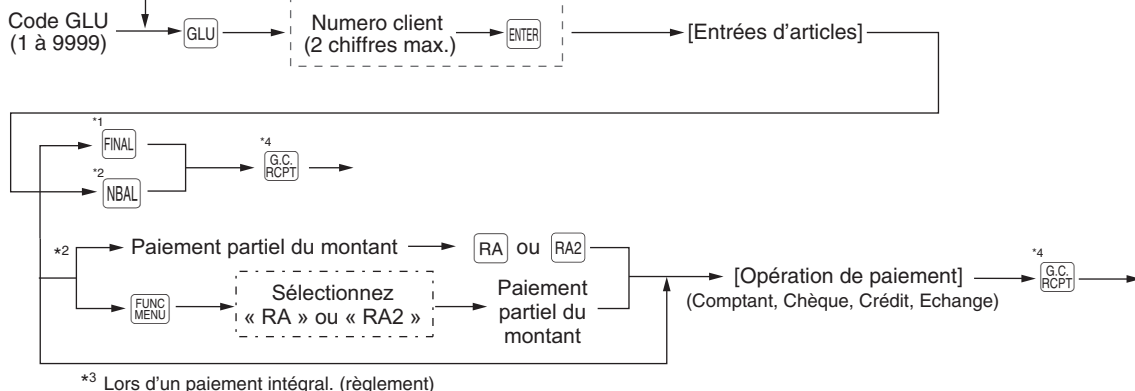 Code GLU
(1 à 9999)
GLU
Numero client
(2 chiffres max.)
ENTER
[Entrées d'articles]
*1
FINAL
*2
NBAL
*4
G.C.
RCPT
*2
Paiement partiel du montant
RA ou RA2
FUNC
MENU
Sélectionnez
« RA » ou « RA2 »
Paiement
partiel du
montant
[Opération de paiement]
(Comptant, Chèque, Crédit, Echange)
*4
G.C.
RCPT
*3 Lors d'un paiement intégral. (règlement)